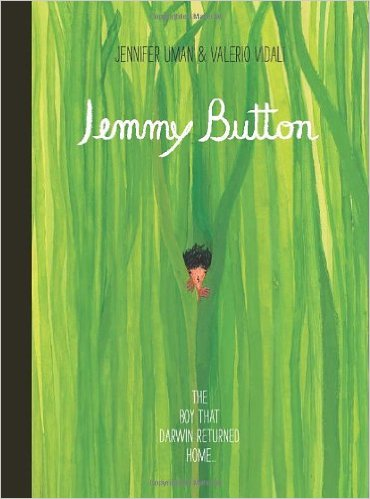 JENNIFER UMAN & VALERIO VIDALI
Jemmy Button
THE
BOY THAT
DARWIN RETURNED
HOME...